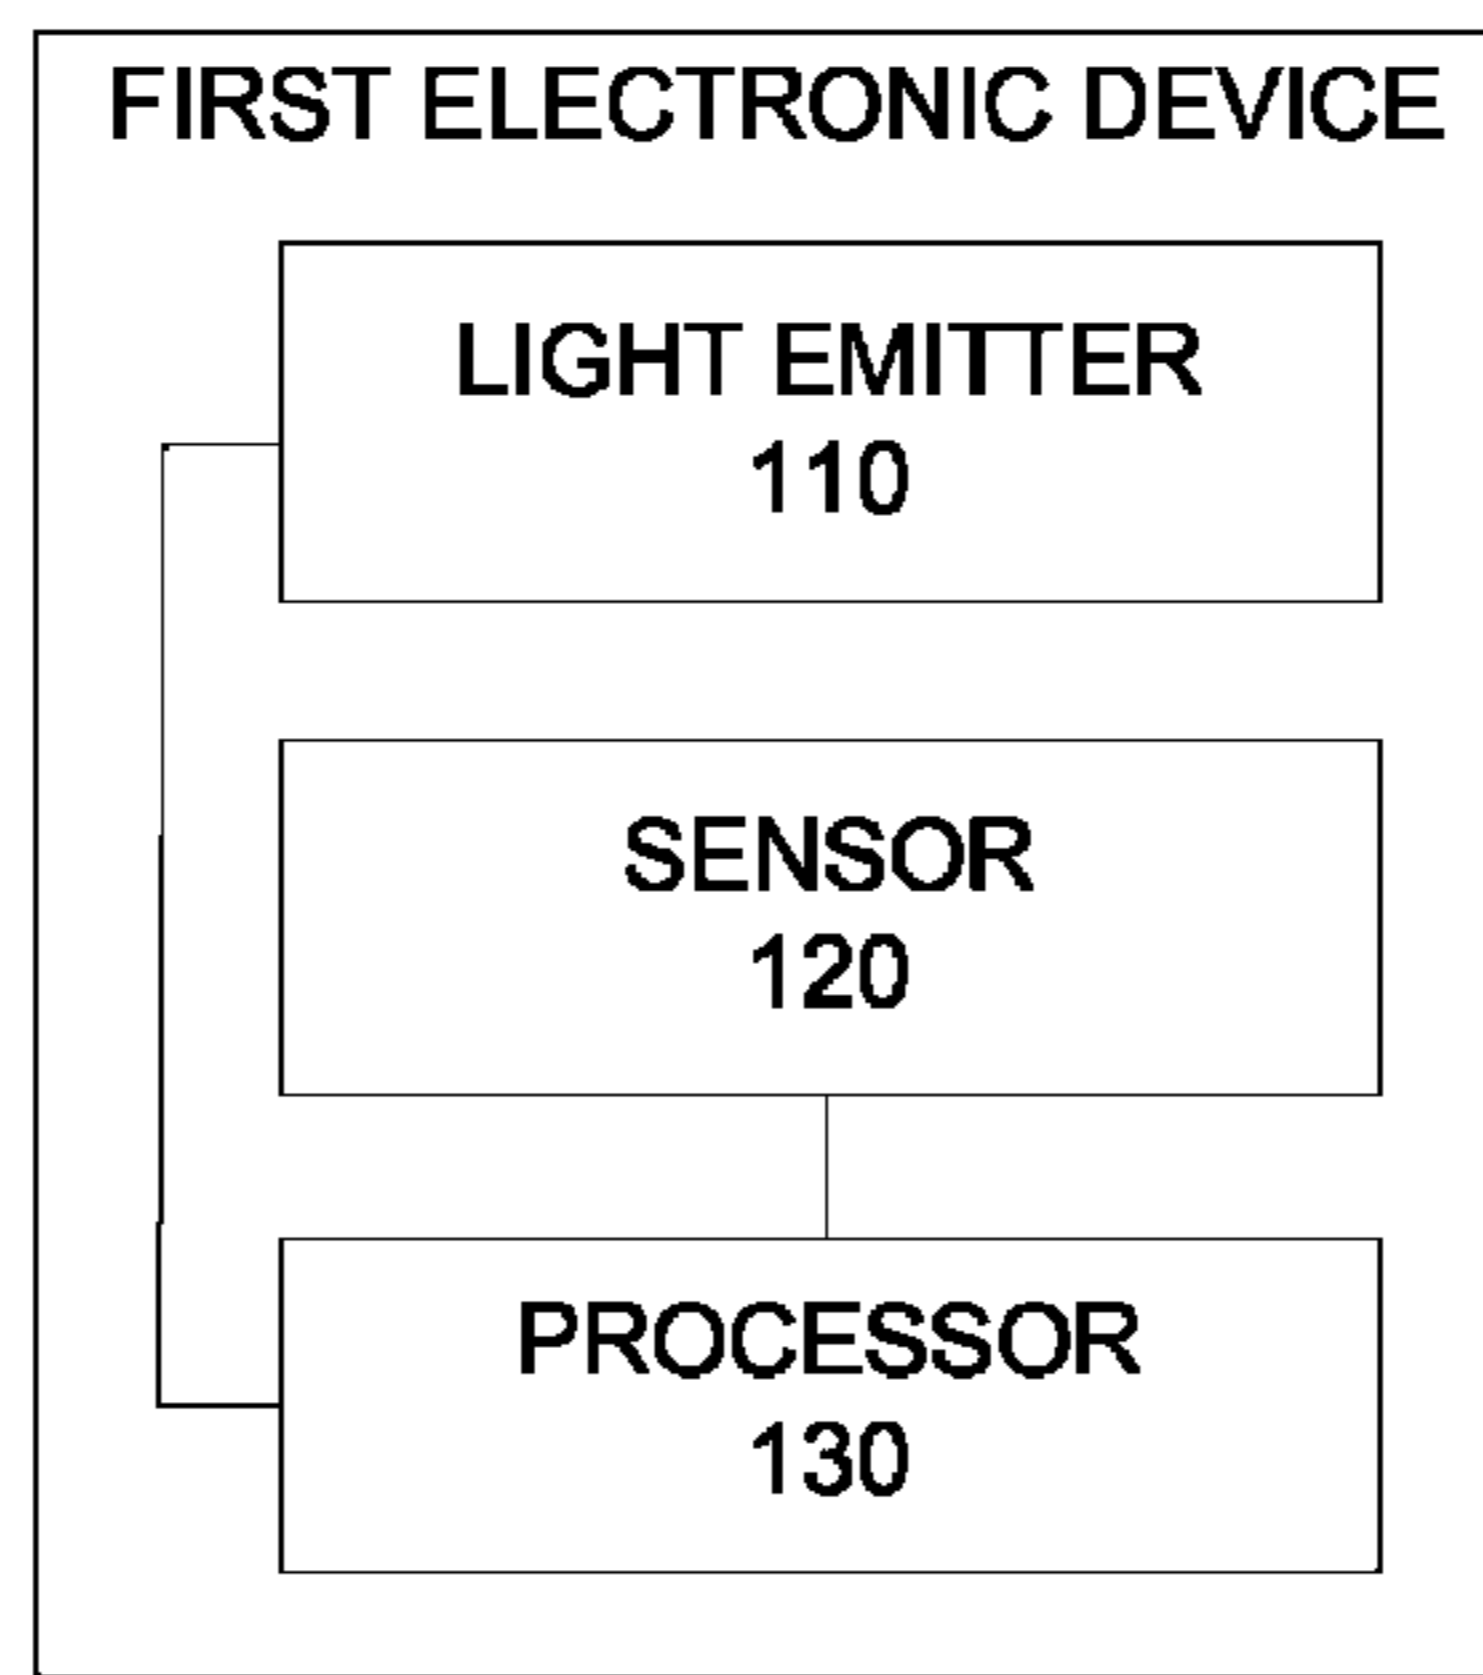 FIRST ELECTRONIC DEVICE
LIGHT EMITTER
110
SENSOR
120
PROCESSOR
130